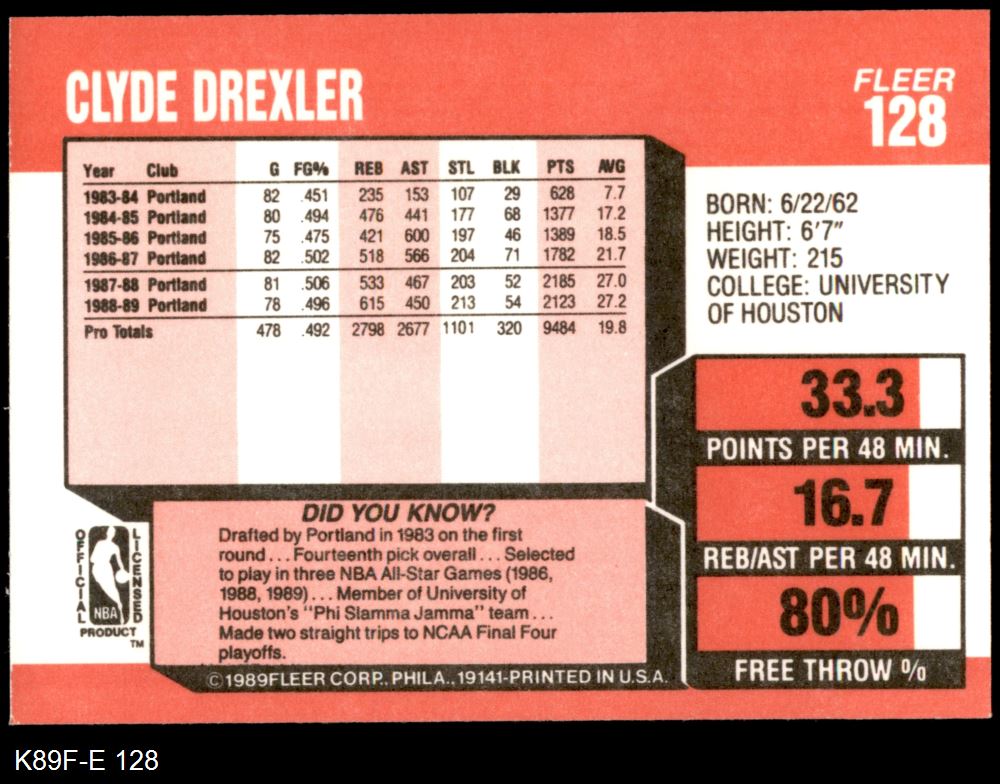 CLYDE DREXLER
FLEER
128
Year Club G FG% REB AST STL BLK PTS AVG
1983-84 Portland 82 .451 235 153 107 29 628 7.7
1984-85 Portland 80 .494 476 441 177 68 1377 17.2
1985-86 Portland 75 .475 421 600 197 46 1389 18.5
1986-87 Portland 82 .502 518 566 204 71 1782 21.7
1987-88 Portland 81 .506 533 467 203 52 2185 27.0
1988-89 Portland 78 .496 615 450 213 54 2123 27.2
Pro Totals 478 .492 2798 2677 1101 320 9484 19.8
BORN: 6/22/62
HEIGHT: 6'7"
WEIGHT: 215
COLLEGE: UNIVERSITY
OF HOUSTON
33.3
POINTS PER 48 MIN.
16.7
REB/AST PER 48 MIN.
80%
FREE THROW %
DID YOU KNOW?
Drafted by Portland in 1983 on the first
round... Fourteenth pick overall... Selected
to play in three NBA All-Star Games (1986,
1988, 1989)... Member of University of
Houston's "Phi Slamma Jamma" team...
Made two straight trips to NCAA Final Four
playoffs.
OFFICIAL
LICENSED
NBA
PRODUCT
TM
©1989FLEER CORP., PHILA., 19141-PRINTED IN U.S.A.
K89F-E 128